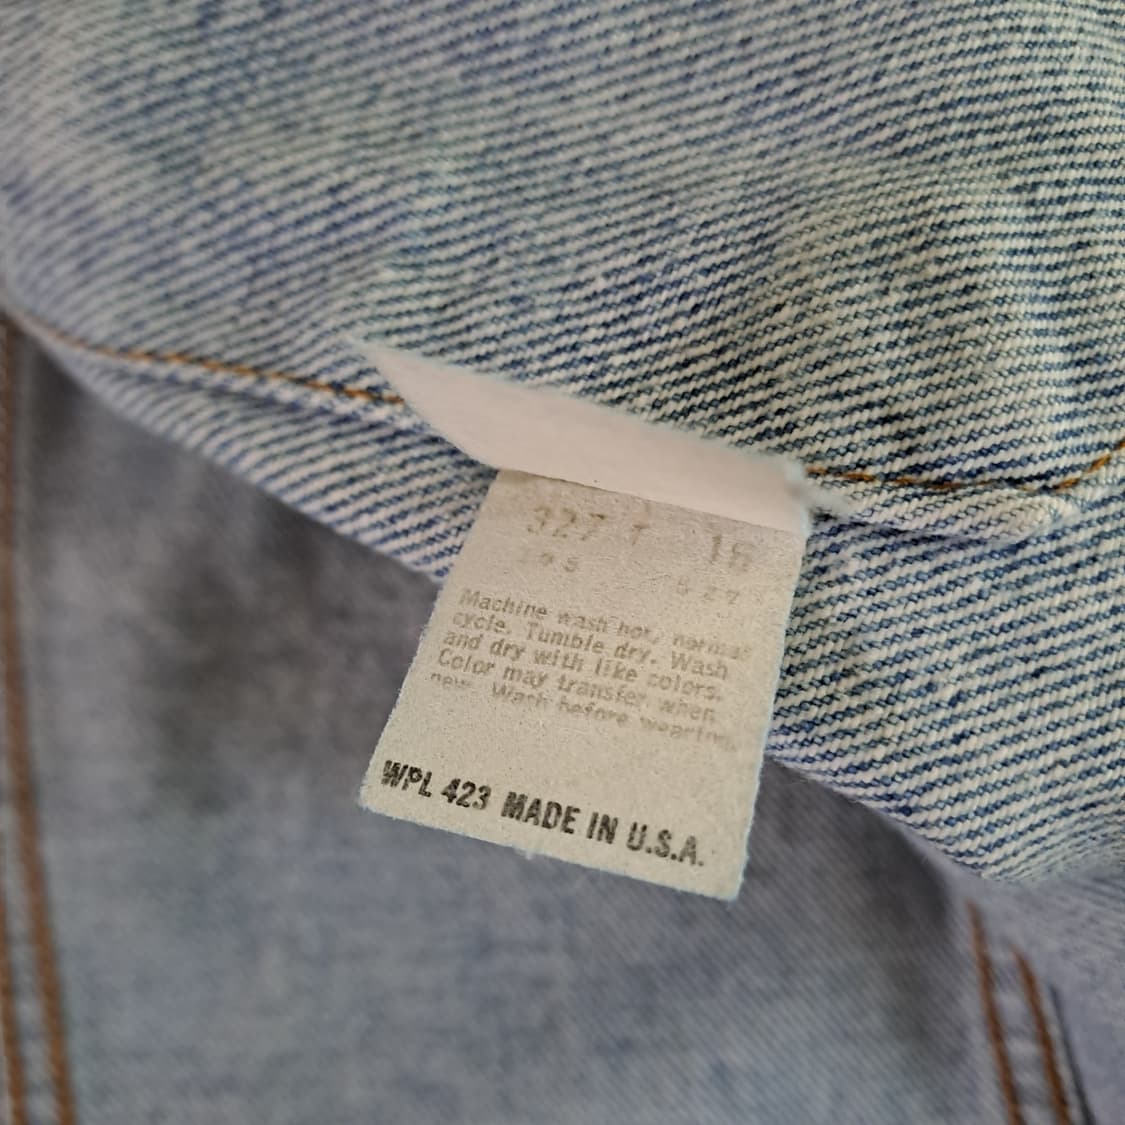 327 T 16
527
Machine wash hot, normal
cycle. Tumble dry. Wash
and dry with like colors.
Color may transfer when
new. Wash before wearing.
WPL 423 MADE IN U.S.A.